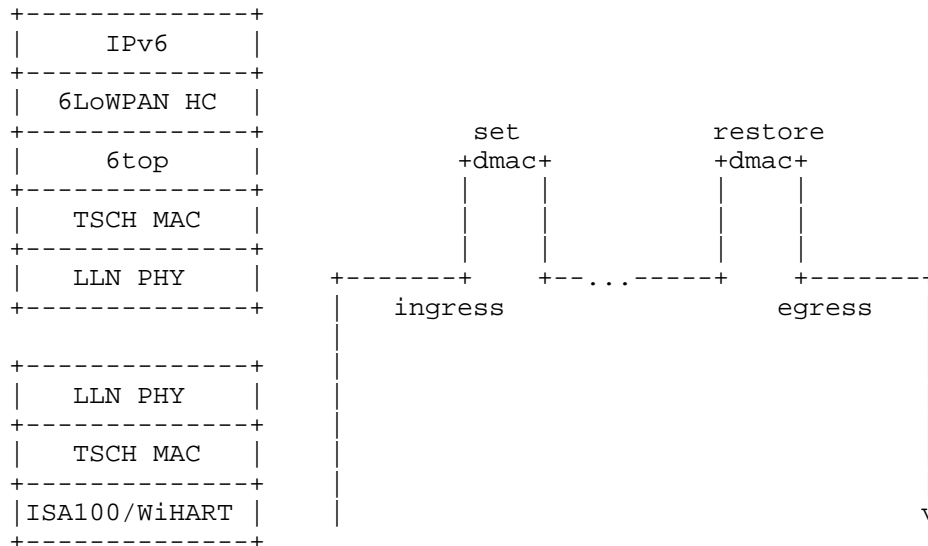 +--------------+
|     IPv6     |
+--------------+
|  6LoWPAN HC  |
+--------------+             set            restore
|     6top     |            +dmac+          +dmac+
+--------------+            |    |          |    |
|   TSCH MAC   |            |    |          |    |
+--------------+            |    |          |    |
|   LLN PHY    |    +-------+    +--...-----+    +-------+
+--------------+    |   ingress                 egress   |
                    |                                    |
+--------------+    |                                    |
|   LLN PHY    |    |                                    |
+--------------+    |                                    |
|   TSCH MAC   |    |                                    |
+--------------+    |                                    |
|ISA100/WiHART |    |                                    v
+--------------+